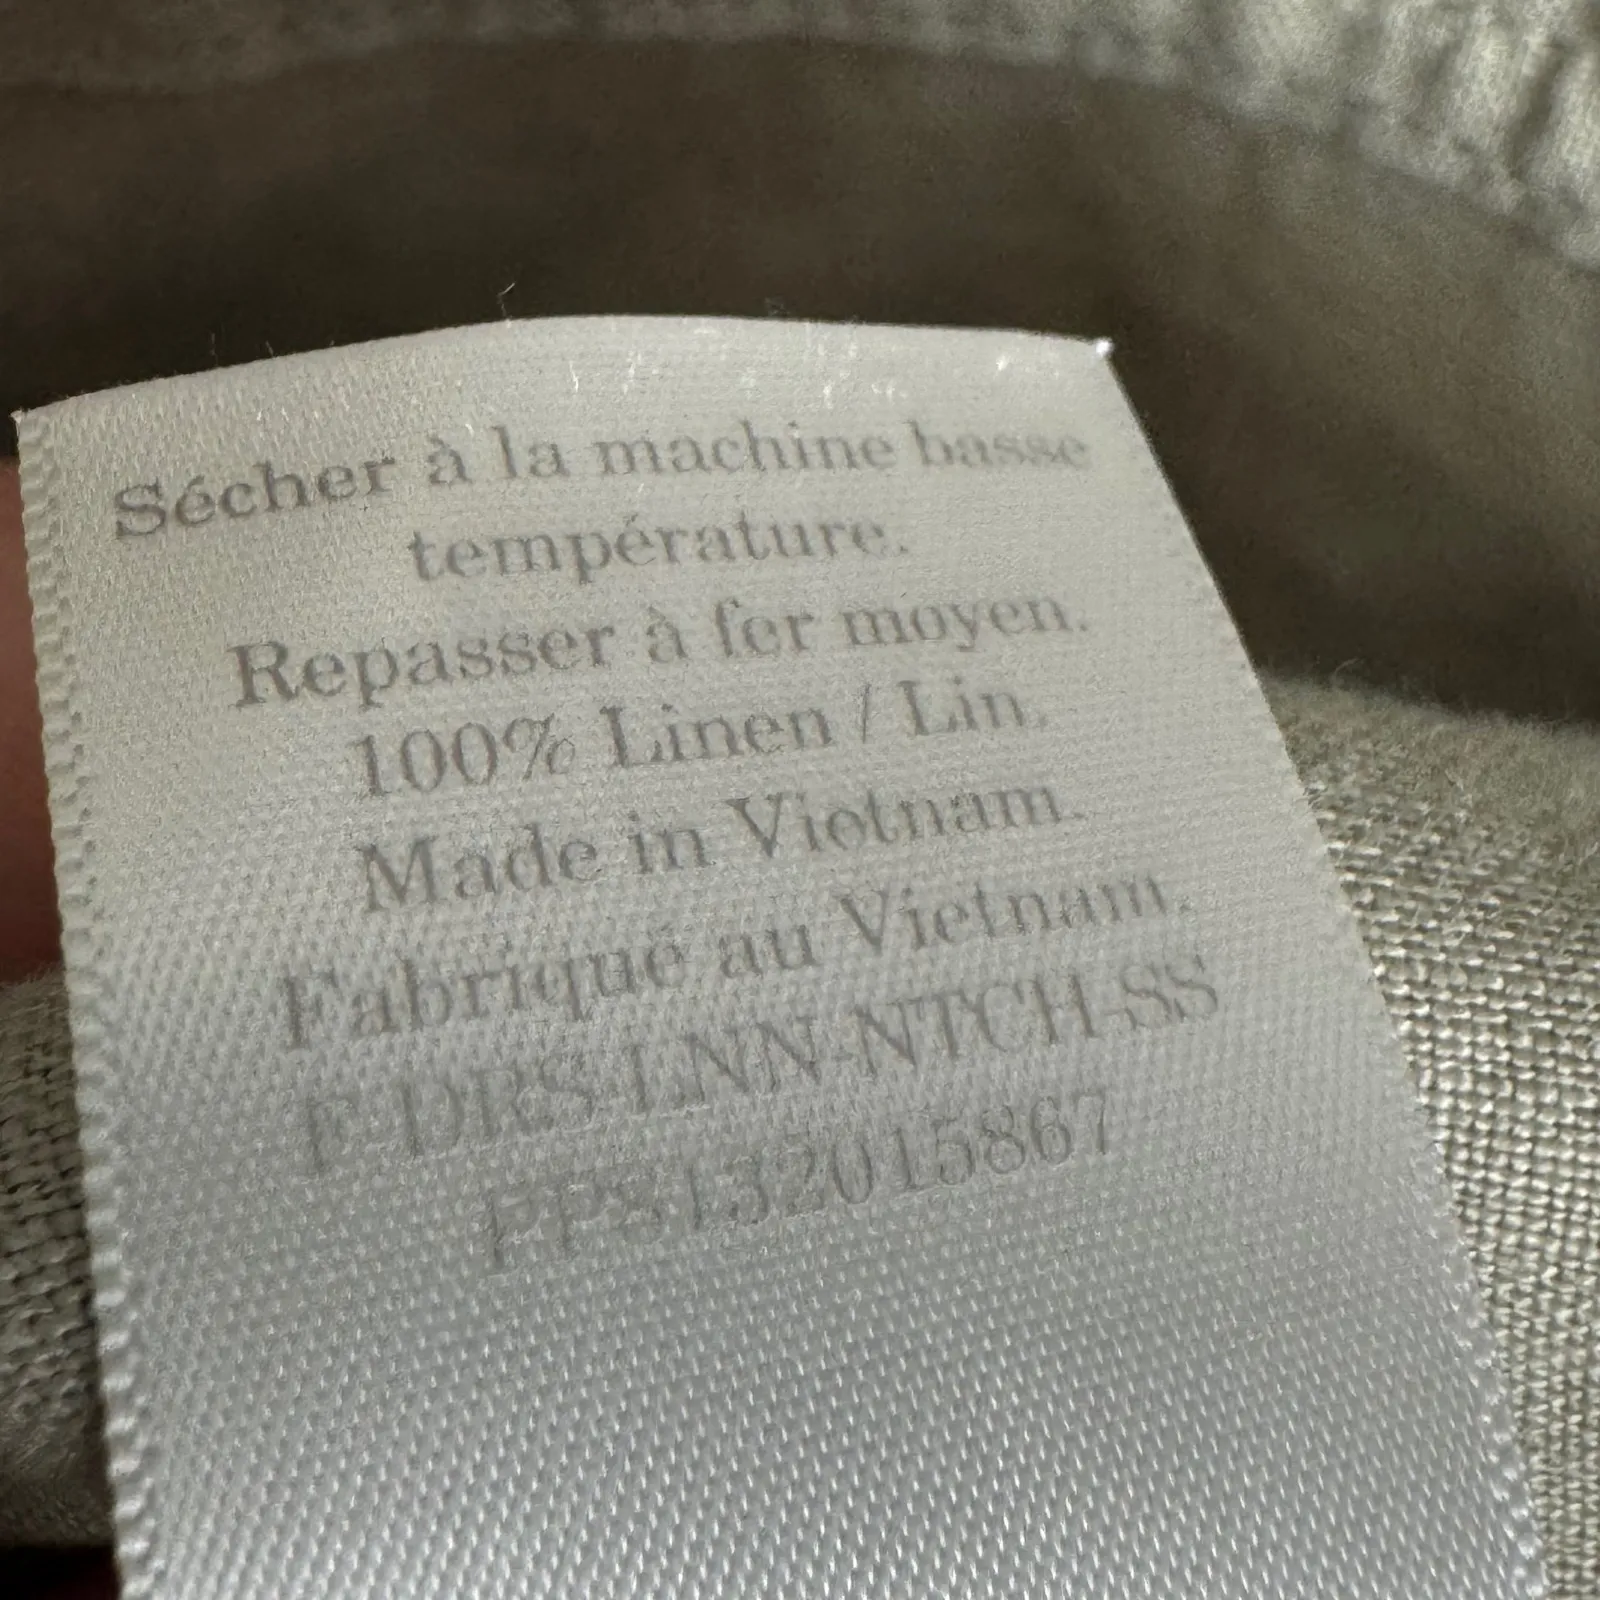 Sécher à la machine basse
température.
Repasser à fer moyen.
100% Linen / Lin.
Made in Vietnam.
Fabriqué au Vietnam.
F-DRS-LNN-NTCH-SS